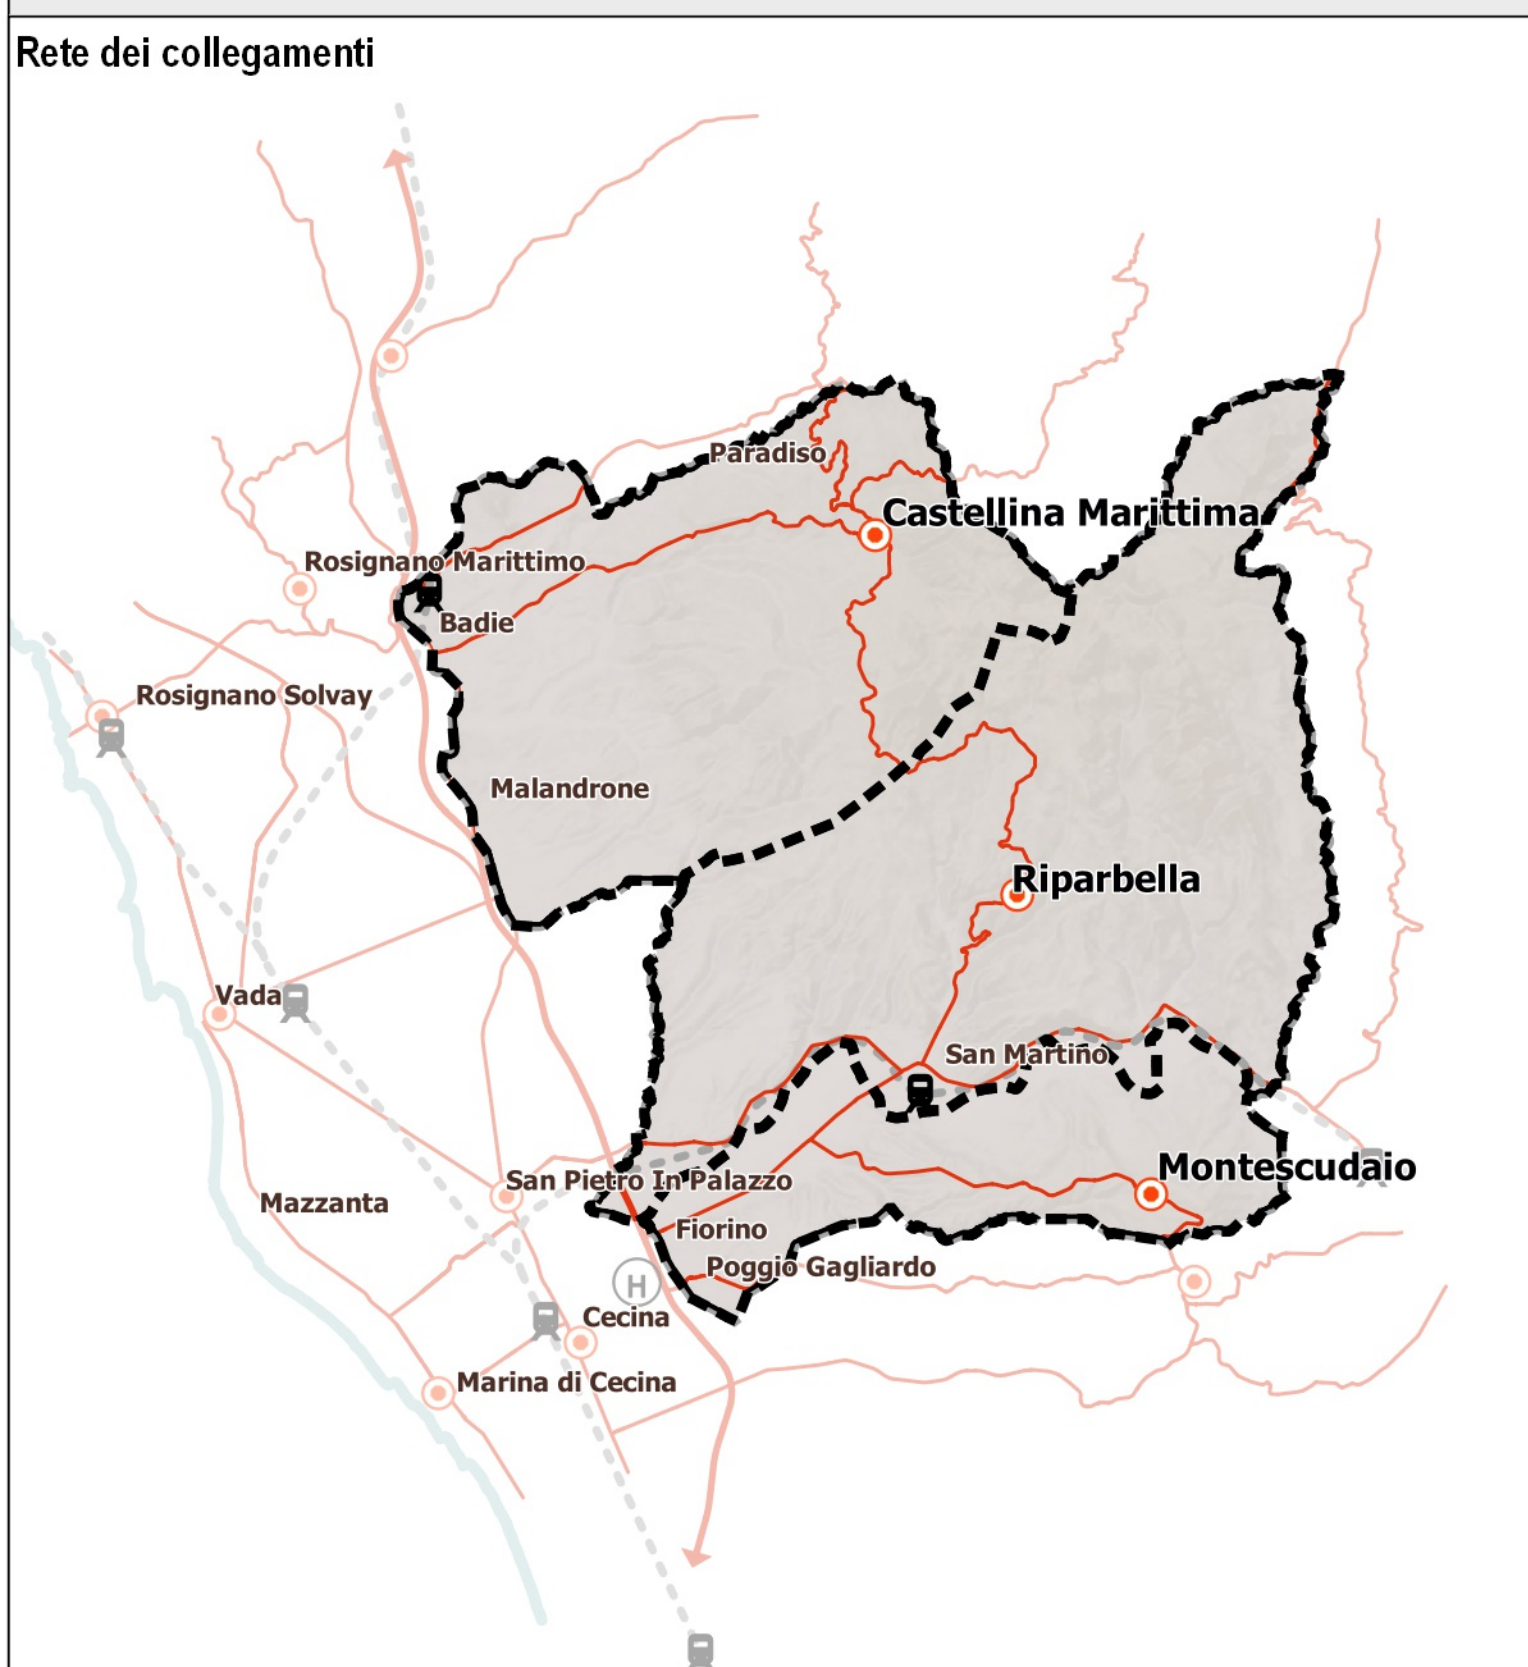 Rete dei collegamenti
Paradiso
Castellina Marittima
Rosignano Marittimo
Badie
Rosignano Solvay
Malandrone
Riparbella
Vada
San Martino
Montescudaio
San Pietro In Palazzo
Mazzanta
Fiorino
Poggio Gagliardo
H
Cecina
Marina di Cecina